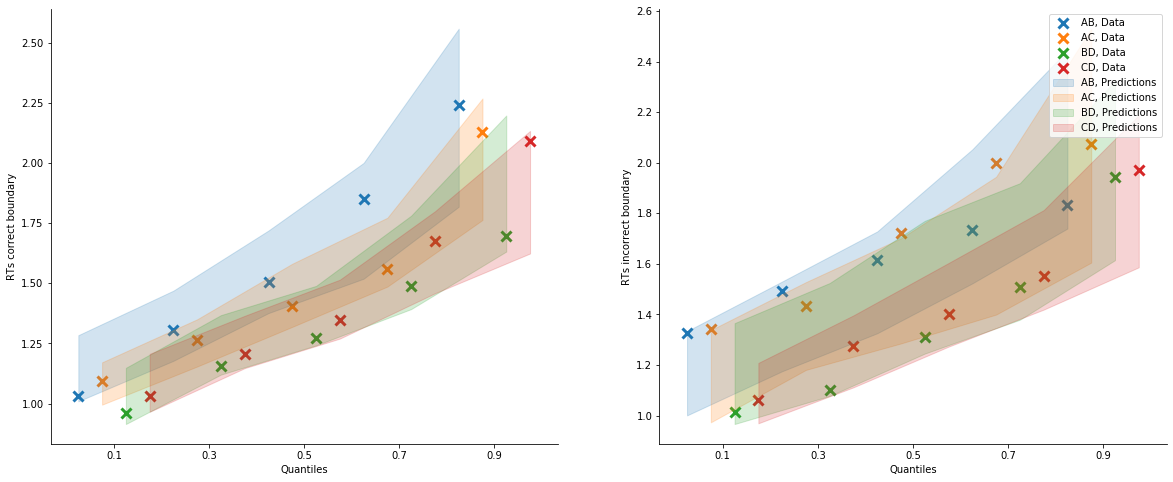 RTs correct boundary
2.50
2.25
2.00
1.75
1.50
1.25
1.00
0.1 0.3 0.5 0.7 0.9
Quantiles
RTs incorrect boundary
2.6
2.4
2.2
2.0
1.8
1.6
1.4
1.2
1.0
0.1 0.3 0.5 0.7 0.9
Quantiles
AB, Data
AC, Data
BD, Data
CD, Data
AB, Predictions
AC, Predictions
BD, Predictions
CD, Predictions